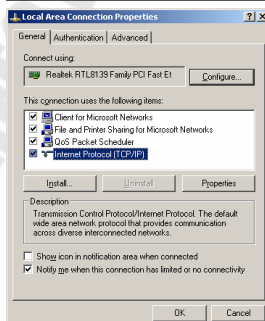 Local Area Connection Properties
General Authentication Advanced
Connect using:
Realtek RTL8139 Family PCI Fast Et
Configure...
This connection uses the following items:
Client for Microsoft Networks
File and Printer Sharing for Microsoft Networks
QoS Packet Scheduler
Internet Protocol (TCP/IP)
Install... Uninstall Properties
Description
Transmission Control Protocol/Internet Protocol. The default
wide area network protocol that provides communication
across diverse interconnected networks.
Show icon in notification area when connected
Notify me when this connection has limited or no connectivity
OK Cancel